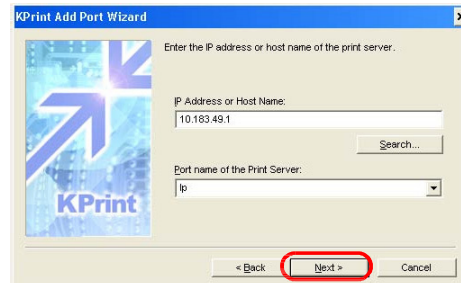 KPrint Add Port Wizard
Enter the IP address or host name of the print server.
IP Address or Host Name:
10.183.49.1
Search...
Port name of the Print Server:
lp
KPrint
< Back
Next >
Cancel